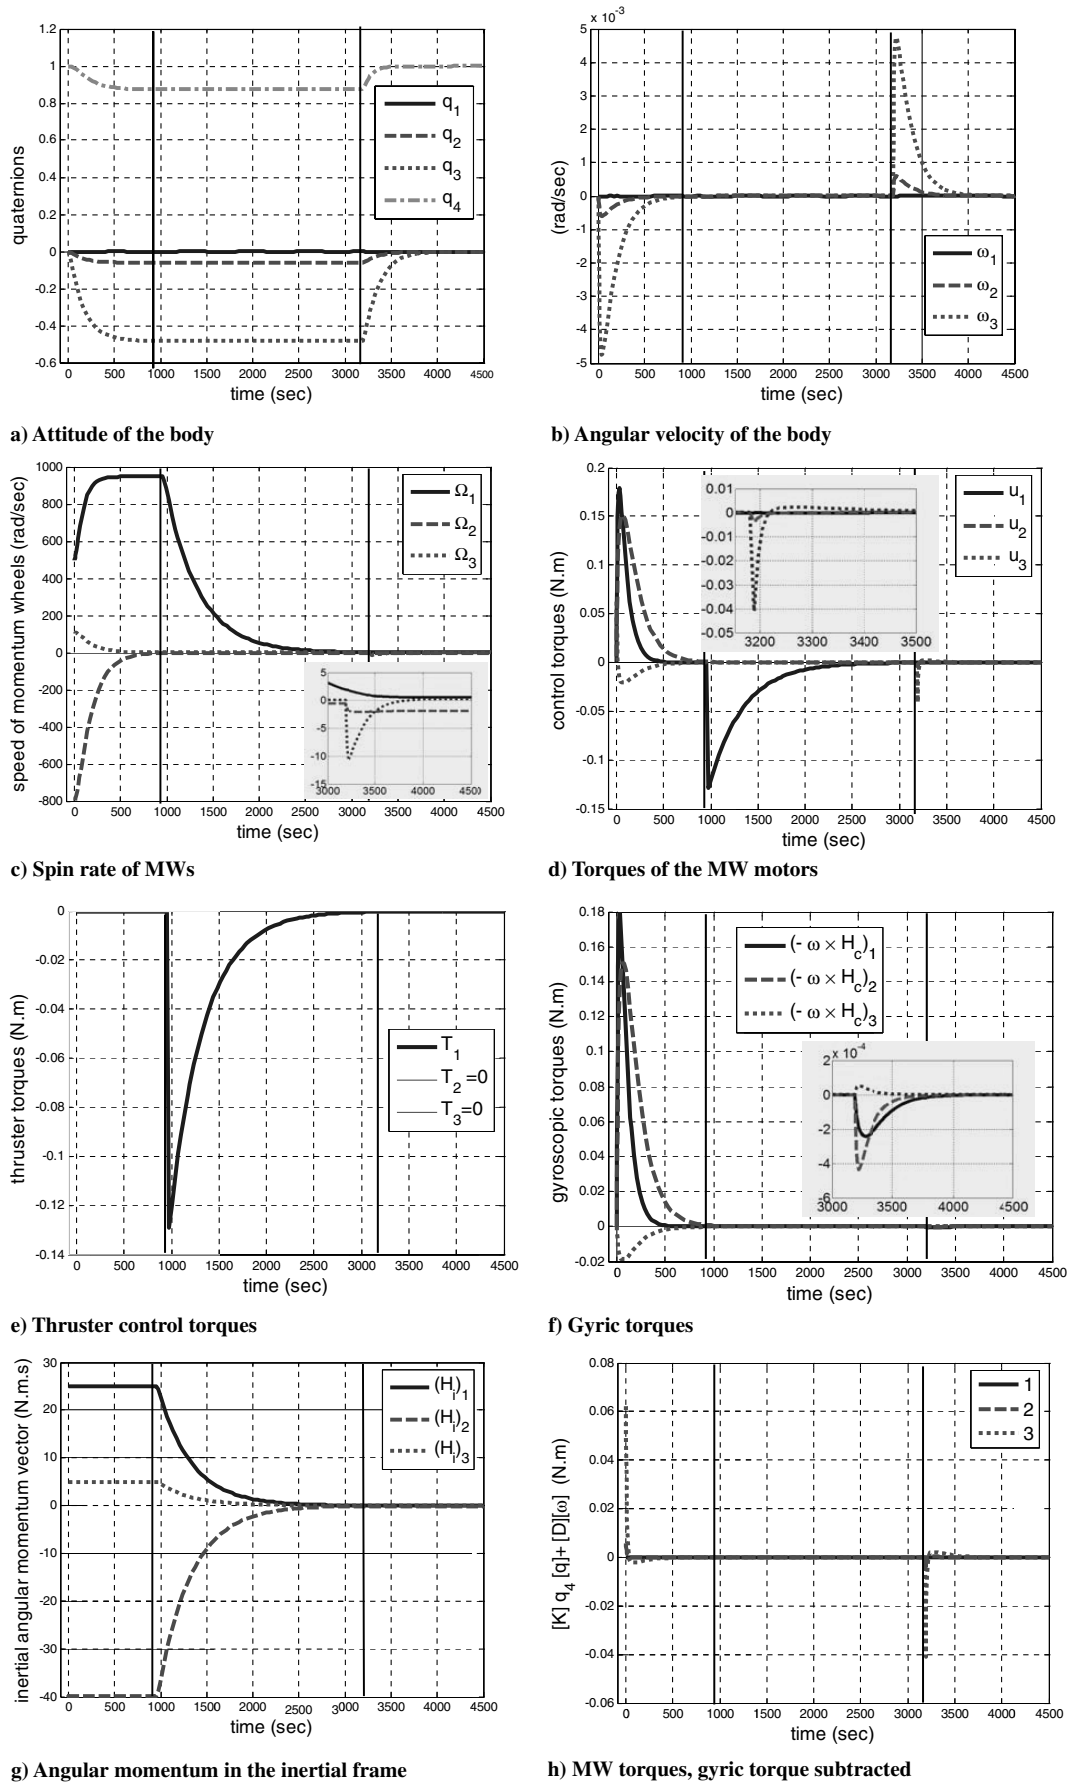 1.2
1
0.8
0.6
0.4
0.2
0
-0.2
-0.4
-0.6
quaternions
q1
q2
q3
q4
0 500 1000 1500 2000 2500 3000 3500 4000 4500
time (sec)
a) Attitude of the body
x 10^-3
5
4
3
2
1
0
-1
-2
-3
-4
-5
(rad/sec)
ω1
ω2
ω3
0 500 1000 1500 2000 2500 3000 3500 4000 4500
time (sec)
b) Angular velocity of the body
1000
800
600
400
200
0
-200
-400
-600
-800
speed of momentum wheels (rad/sec)
Ω1
Ω2
Ω3
5
0
-5
-10
-15
3000 3500 4000 4500
0 500 1000 1500 2000 2500 3000 3500 4000 4500
time (sec)
c) Spin rate of MWs
0.2
0.15
0.1
0.05
0
-0.05
-0.1
-0.15
control torques (N.m)
0.01
0
-0.01
-0.02
-0.03
-0.04
-0.05
3200 3300 3400 3500
u1
u2
u3
0 500 1000 1500 2000 2500 3000 3500 4000 4500
time (sec)
d) Torques of the MW motors
0
-0.02
-0.04
-0.06
-0.08
-0.1
-0.12
-0.14
thruster torques (N.m)
T1
T2 =0
T3=0
0 500 1000 1500 2000 2500 3000 3500 4000 4500
time (sec)
e) Thruster control torques
0.18
0.16
0.14
0.12
0.1
0.08
0.06
0.04
0.02
0
-0.02
gyroscopic torques (N.m)
(- ω × Hc)1
(- ω × Hc)2
(- ω × Hc)3
x 10^-4
2
0
-2
-4
-6
3000 3500 4000 4500
0 500 1000 1500 2000 2500 3000 3500 4000 4500
time (sec)
f) Gyric torques
30
20
10
0
-10
-20
-30
-40
inertial angular momentum vector (N.m.s)
(Hi)1
(Hi)2
(Hi)3
0 500 1000 1500 2000 2500 3000 3500 4000 4500
time (sec)
g) Angular momentum in the inertial frame
0.08
0.06
0.04
0.02
0
-0.02
-0.04
-0.06
[K] q4 [q]+ [D][ω] (N.m)
1
2
3
0 500 1000 1500 2000 2500 3000 3500 4000 4500
time (sec)
h) MW torques, gyric torque subtracted